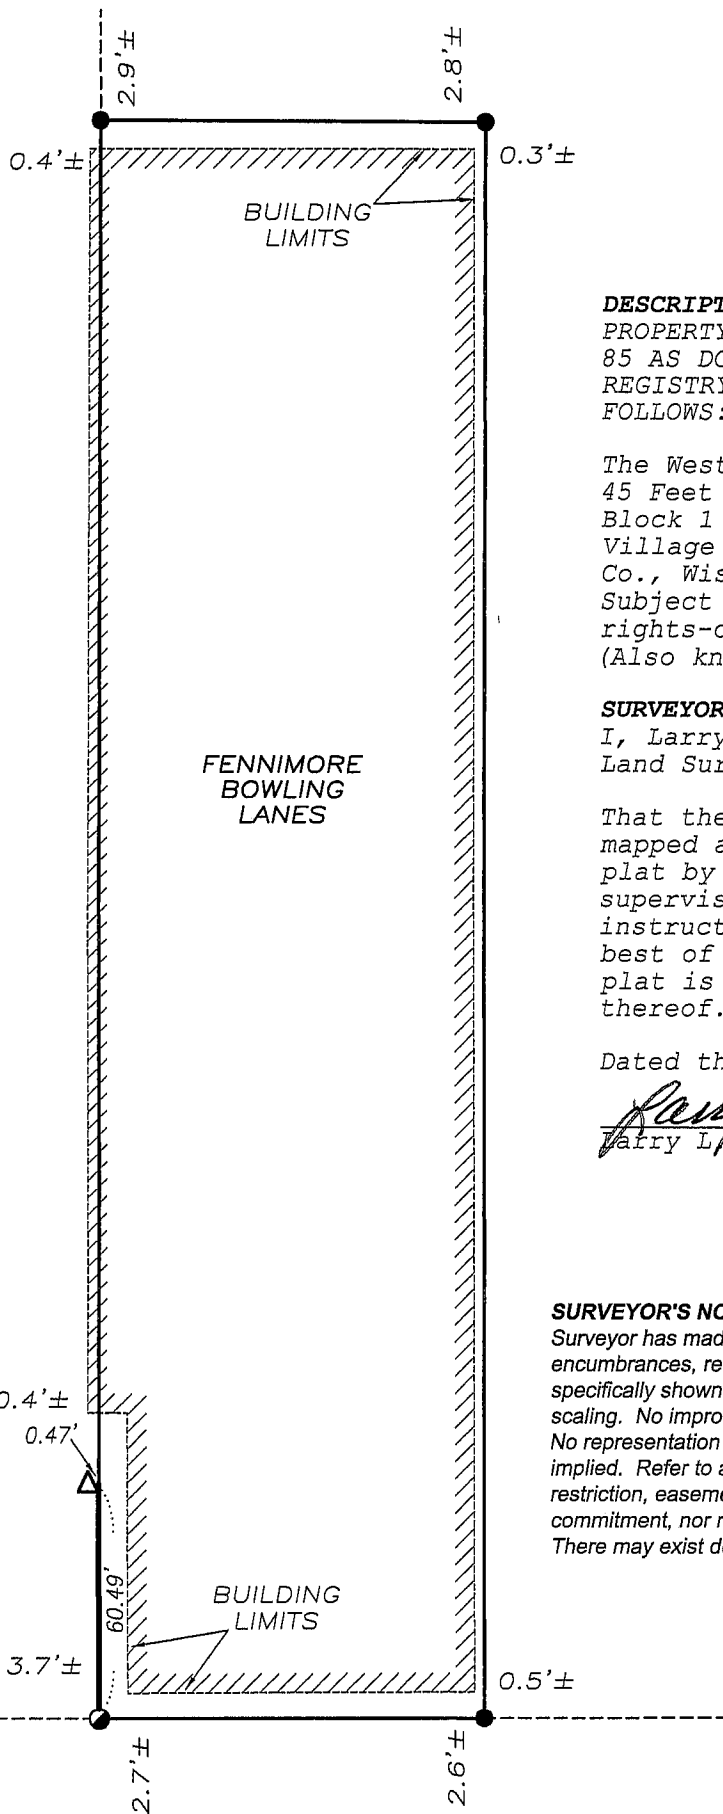 2.9'±
2.8'±
0.4'±
0.3'±
BUILDING
LIMITS
FENNIMORE
BOWLING
LANES
DESCRIPT
PROPERTY
85 AS DO
REGISTRY
FOLLOWS:
The West
45 Feet
Block 1
Village
Co., Wis
Subject
rights-o
(Also kn
SURVEYOR
I, Larry
Land Sur
That the
mapped a
plat by
supervis
instruct
best of
plat is
thereof.
Dated th
Larry L
SURVEYOR'S NO
Surveyor has mad
encumbrances, re
specifically shown
scaling. No impro
No representation
implied. Refer to a
restriction, easeme
commitment, nor r
There may exist de
0.4'±
0.47'
60.49'
BUILDING
LIMITS
3.7'±
0.5'±
2.7'±
2.6'±